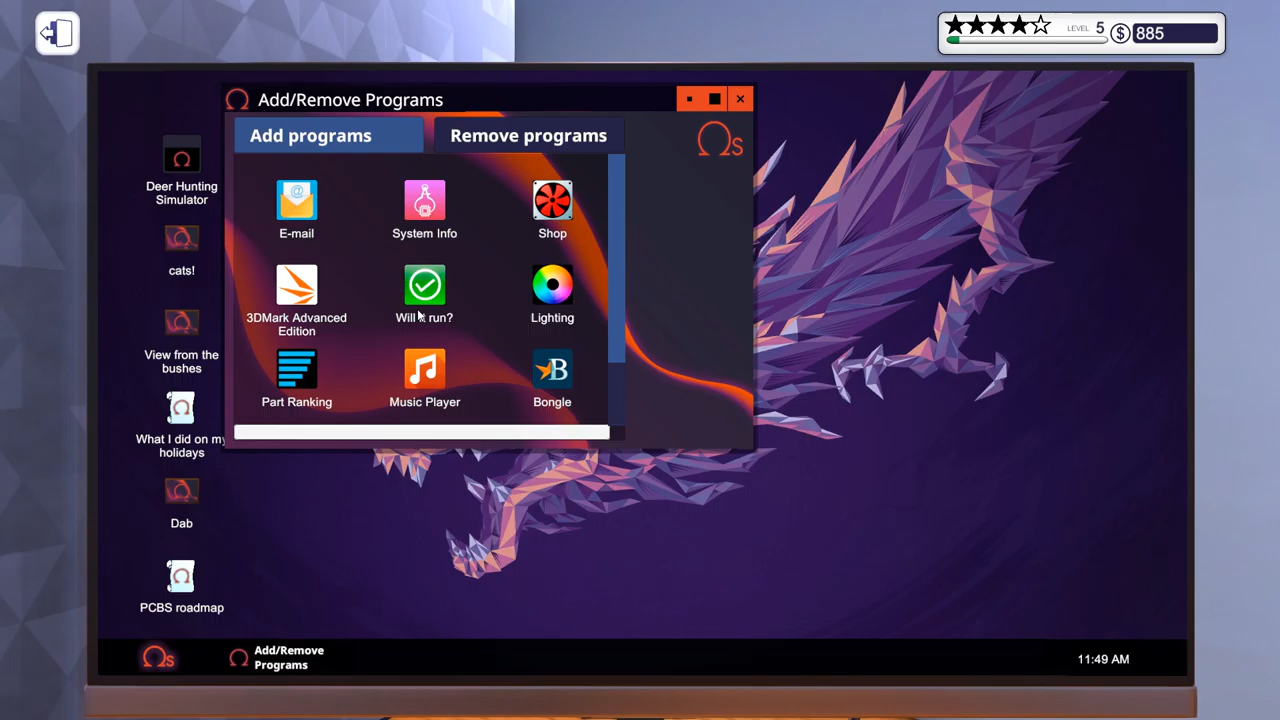 LEVEL 5
885
Add/Remove Programs
Add programs
Remove programs
E-mail
System Info
Shop
3DMark Advanced
Edition
Will it run?
Lighting
Part Ranking
Music Player
Bongle
Deer Hunting
Simulator
cats!
View from the
bushes
What I did on my
holidays
Dab
PCBS roadmap
Add/Remove
Programs
11:49 AM